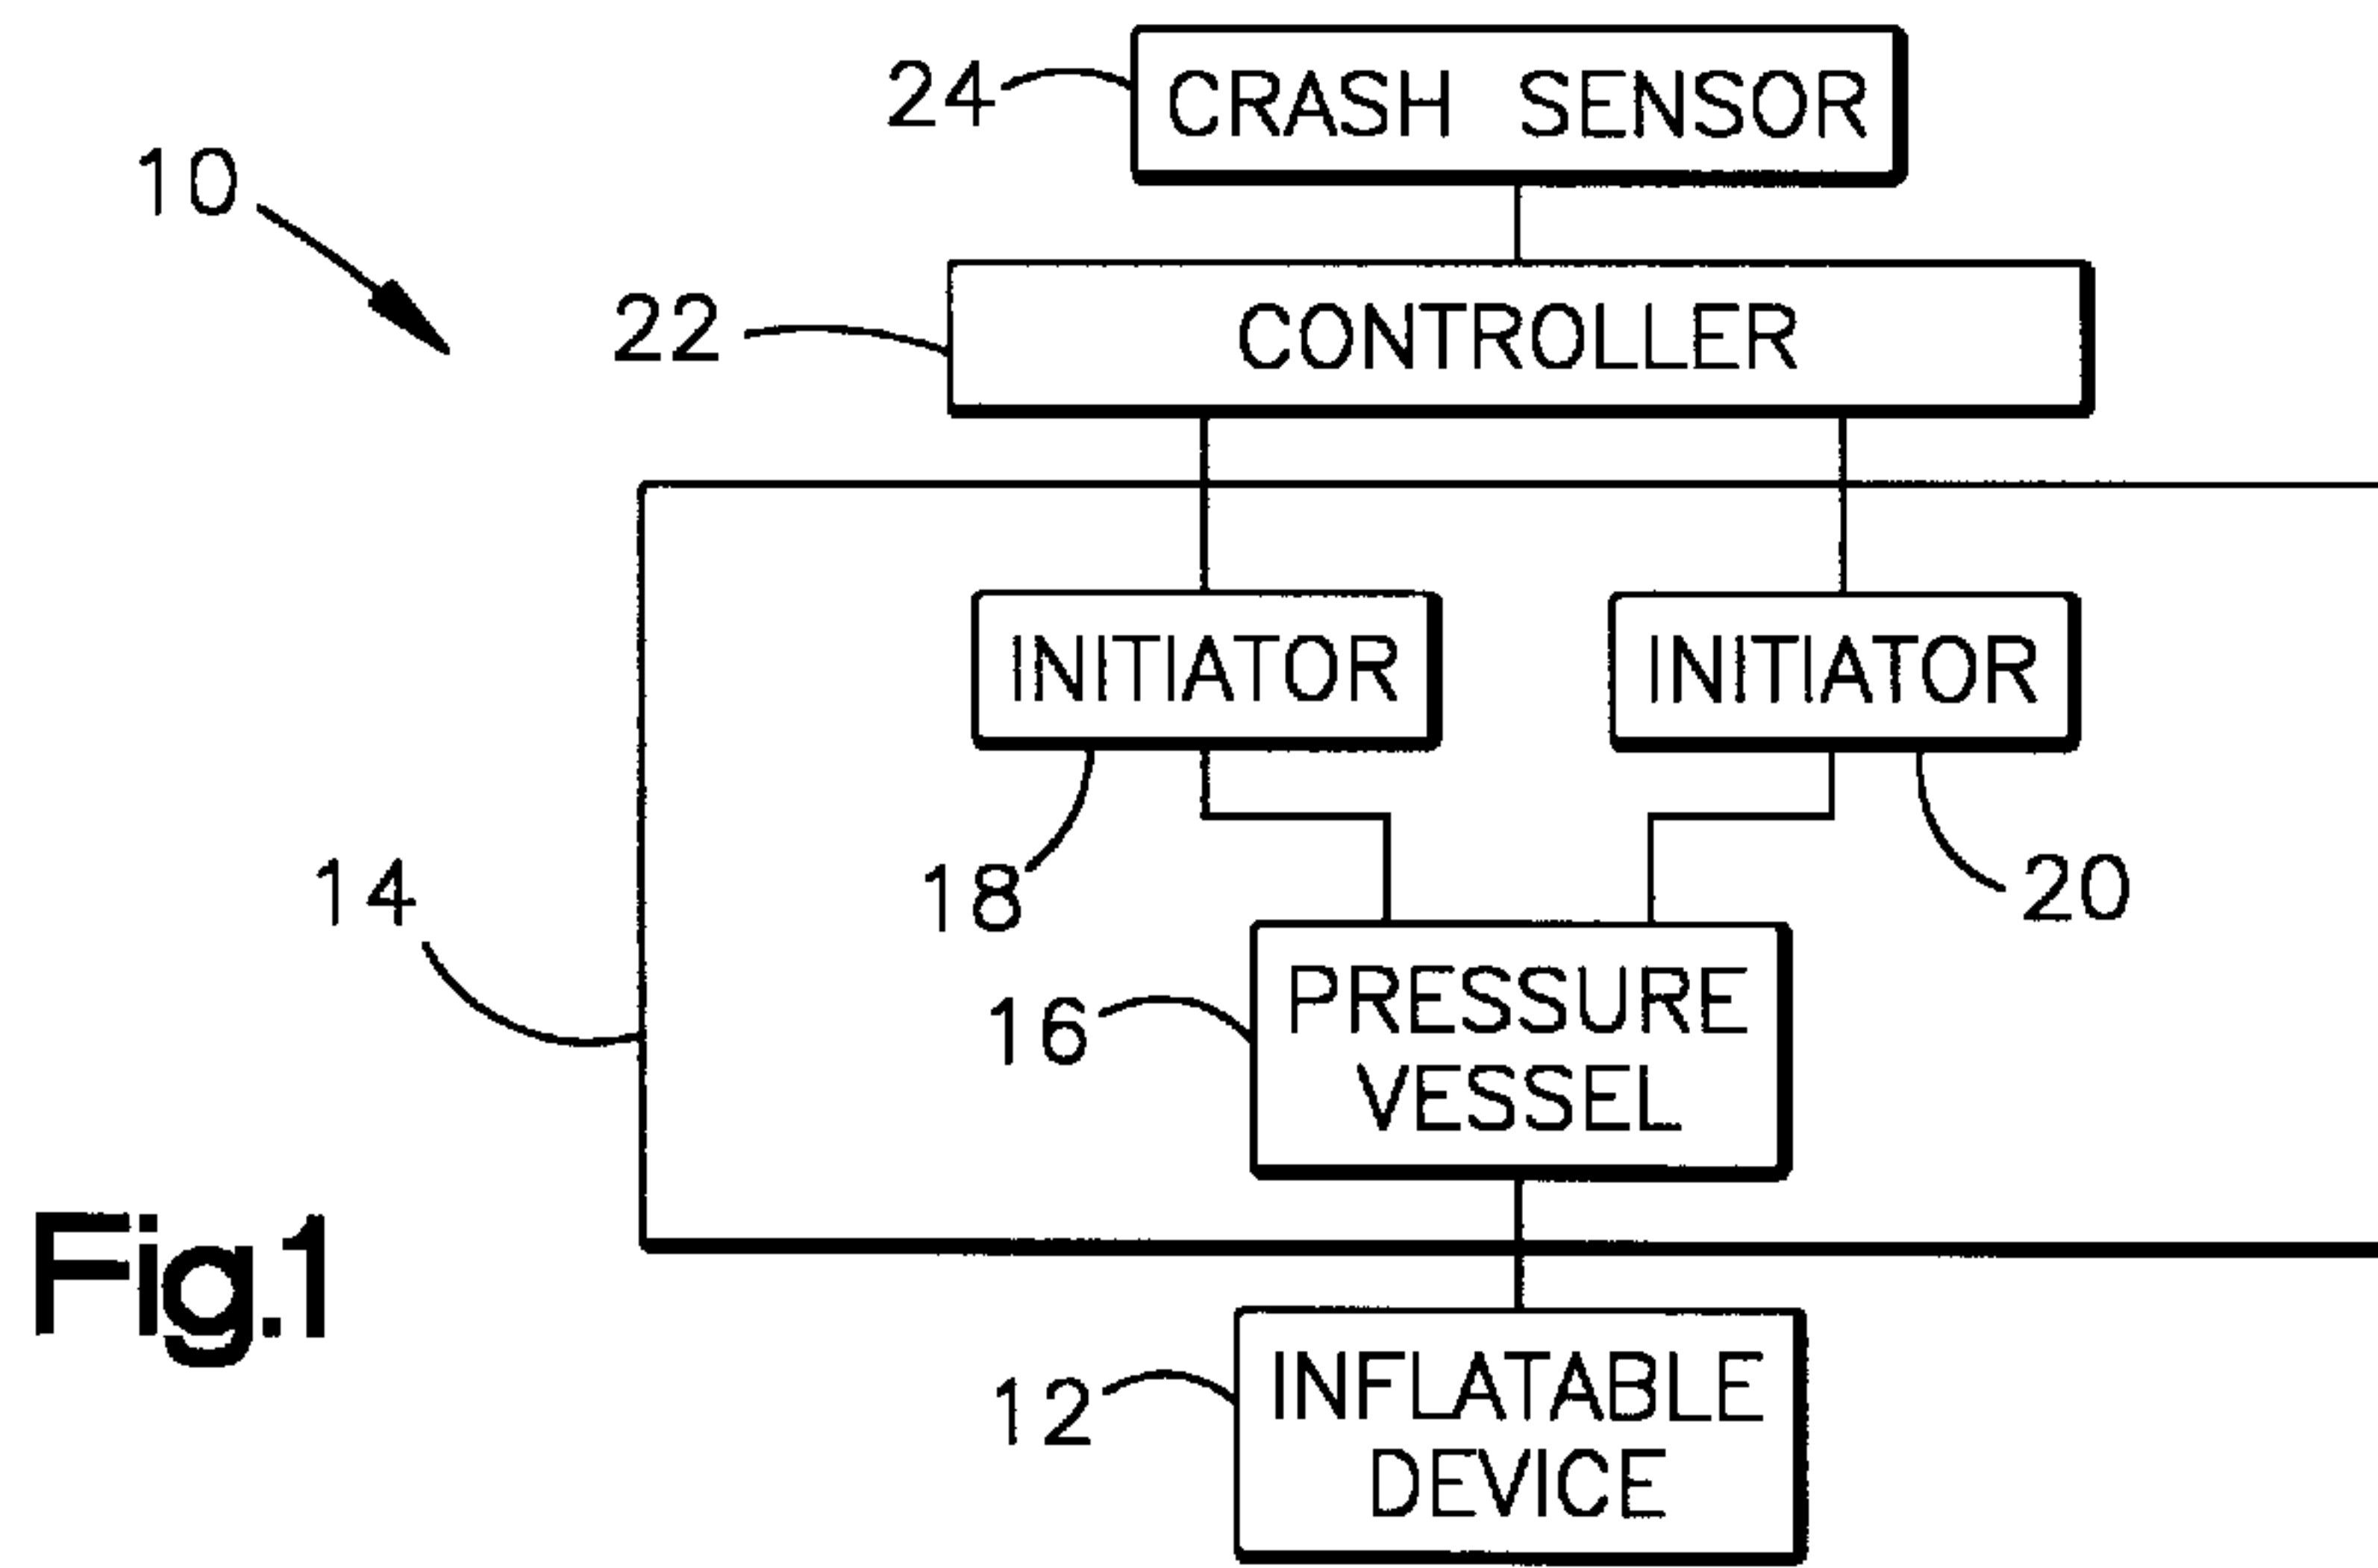 24 CRASH SENSOR
10
22 CONTROLLER
INITIATOR INITIATOR
18 20
14
16 PRESSURE
VESSEL
Fig.1
12 INFLATABLE
DEVICE